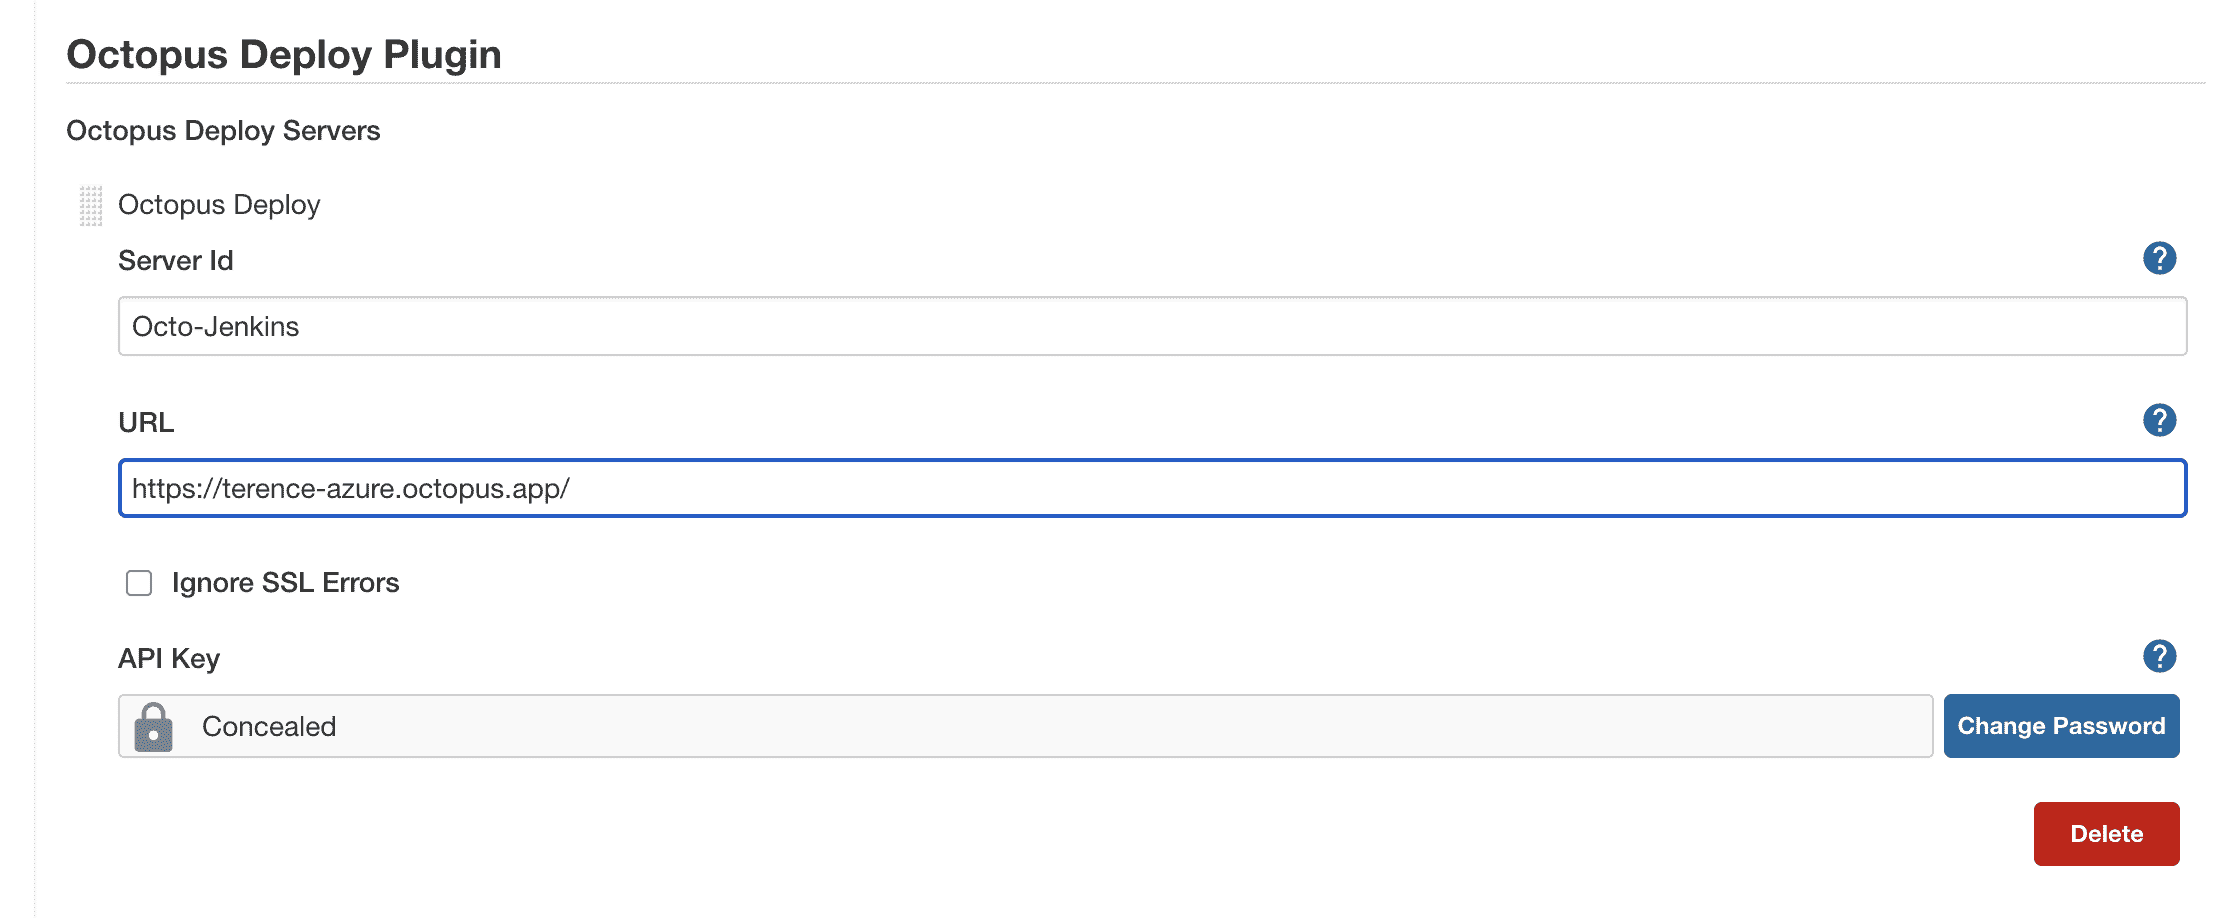 Octopus Deploy Plugin
Octopus Deploy Servers
Octopus Deploy
Server Id
?
Octo-Jenkins
URL
?
https://terence-azure.octopus.app/
Ignore SSL Errors
API Key
?
Concealed
Change Password
Delete